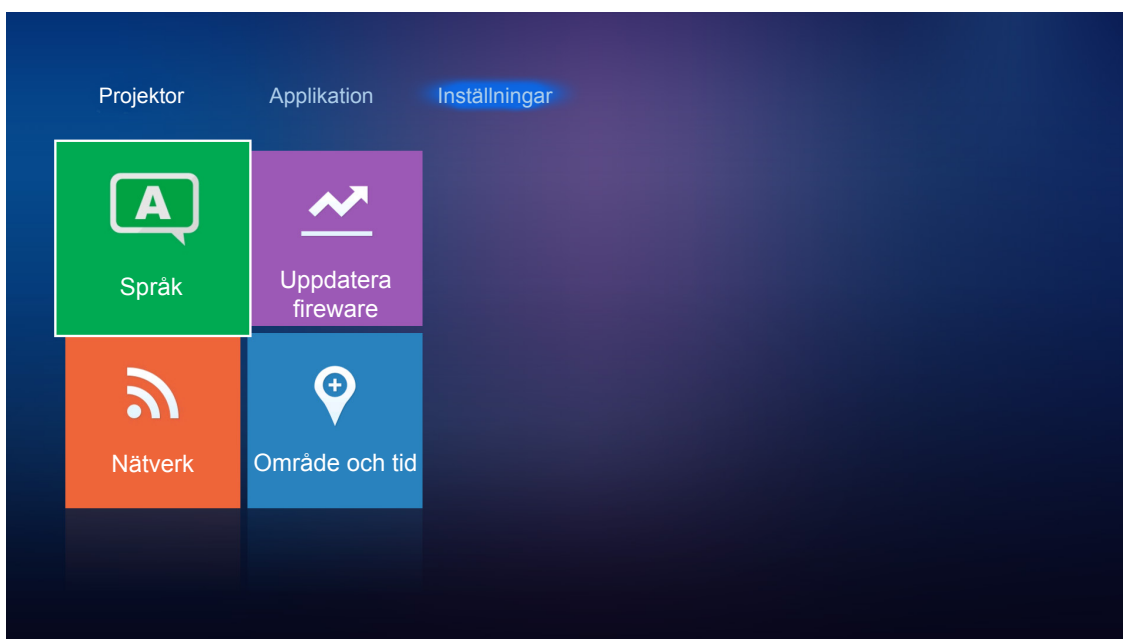 Projektor Applikation Inställningar
A
Språk
Uppdatera
fireware
Nätverk
Område och tid